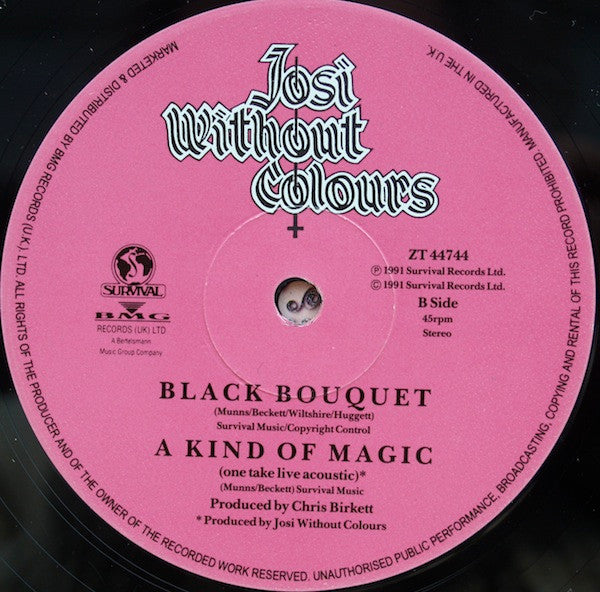 Josi
Without
Colours
ZT 44744
℗ 1991 Survival Records Ltd.
© 1991 Survival Records Ltd.
B Side
45rpm
Stereo
SURVIVAL
BMG
RECORDS (UK) LTD
A Bertelsmann
Music Group Company
BLACK BOUQUET
(Munns/Beckett/Wiltshire/Huggett)
Survival Music/Copyright Control
A KIND OF MAGIC
(one take live acoustic)*
(Munns/Beckett) Survival Music
Produced by Chris Birkett
*Produced by Josi Without Colours
MARKETED & DISTRIBUTED BY BMG RECORDS (U.K.) LTD. ALL RIGHTS OF THE PRODUCER AND OF THE OWNER OF THE RECORDED WORK RESERVED. UNAUTHORISED PUBLIC PERFORMANCE, BROADCASTING, COPYING AND RENTAL OF THIS RECORD PROHIBITED. MANUFACTURED IN THE U.K.